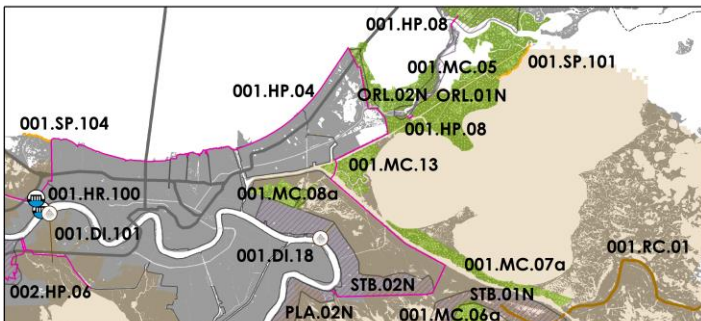 001.HP.08
001.MC.05
001.SP.101
001.HP.04
ORL.02N
ORL.01N
001.SP.104
001.HP.08
001.MC.13
001.HR.100
001.MC.08a
001.DI.101
001.DI.18
001.RC.01
001.MC.07a
002.HP.06
STB.02N
STB.01N
PLA.02N
001.MC.06a